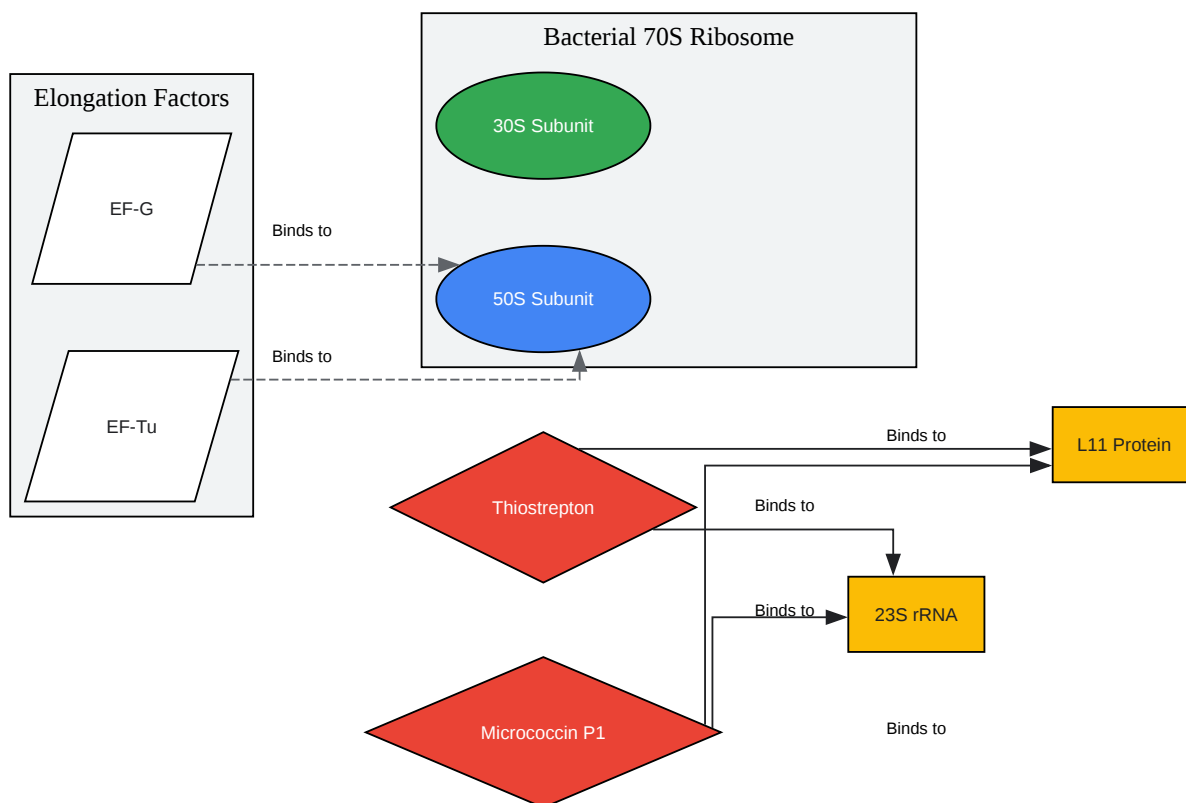 Bacterial 70S Ribosome
Elongation Factors
30S Subunit
EF-G
Binds to
50S Subunit
Binds to
EF-Tu
Binds to
L11 Protein
Thiostrepton
Binds to
Binds to
23S rRNA
Micrococcin P1
Binds to